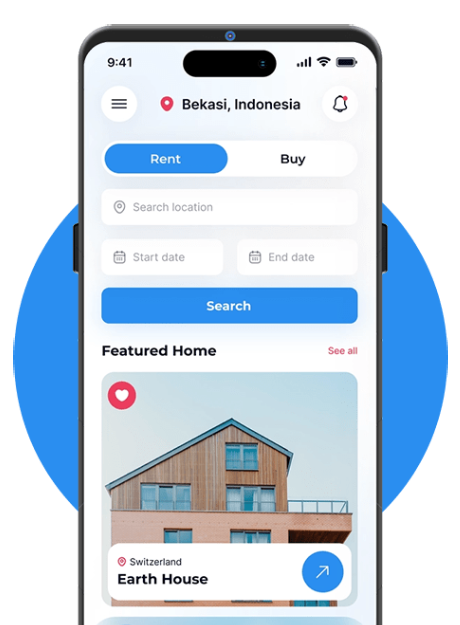 9:41
Bekasi, Indonesia
Rent Buy
Search location
Start date End date
Search
Featured Home See all
Switzerland
Earth House